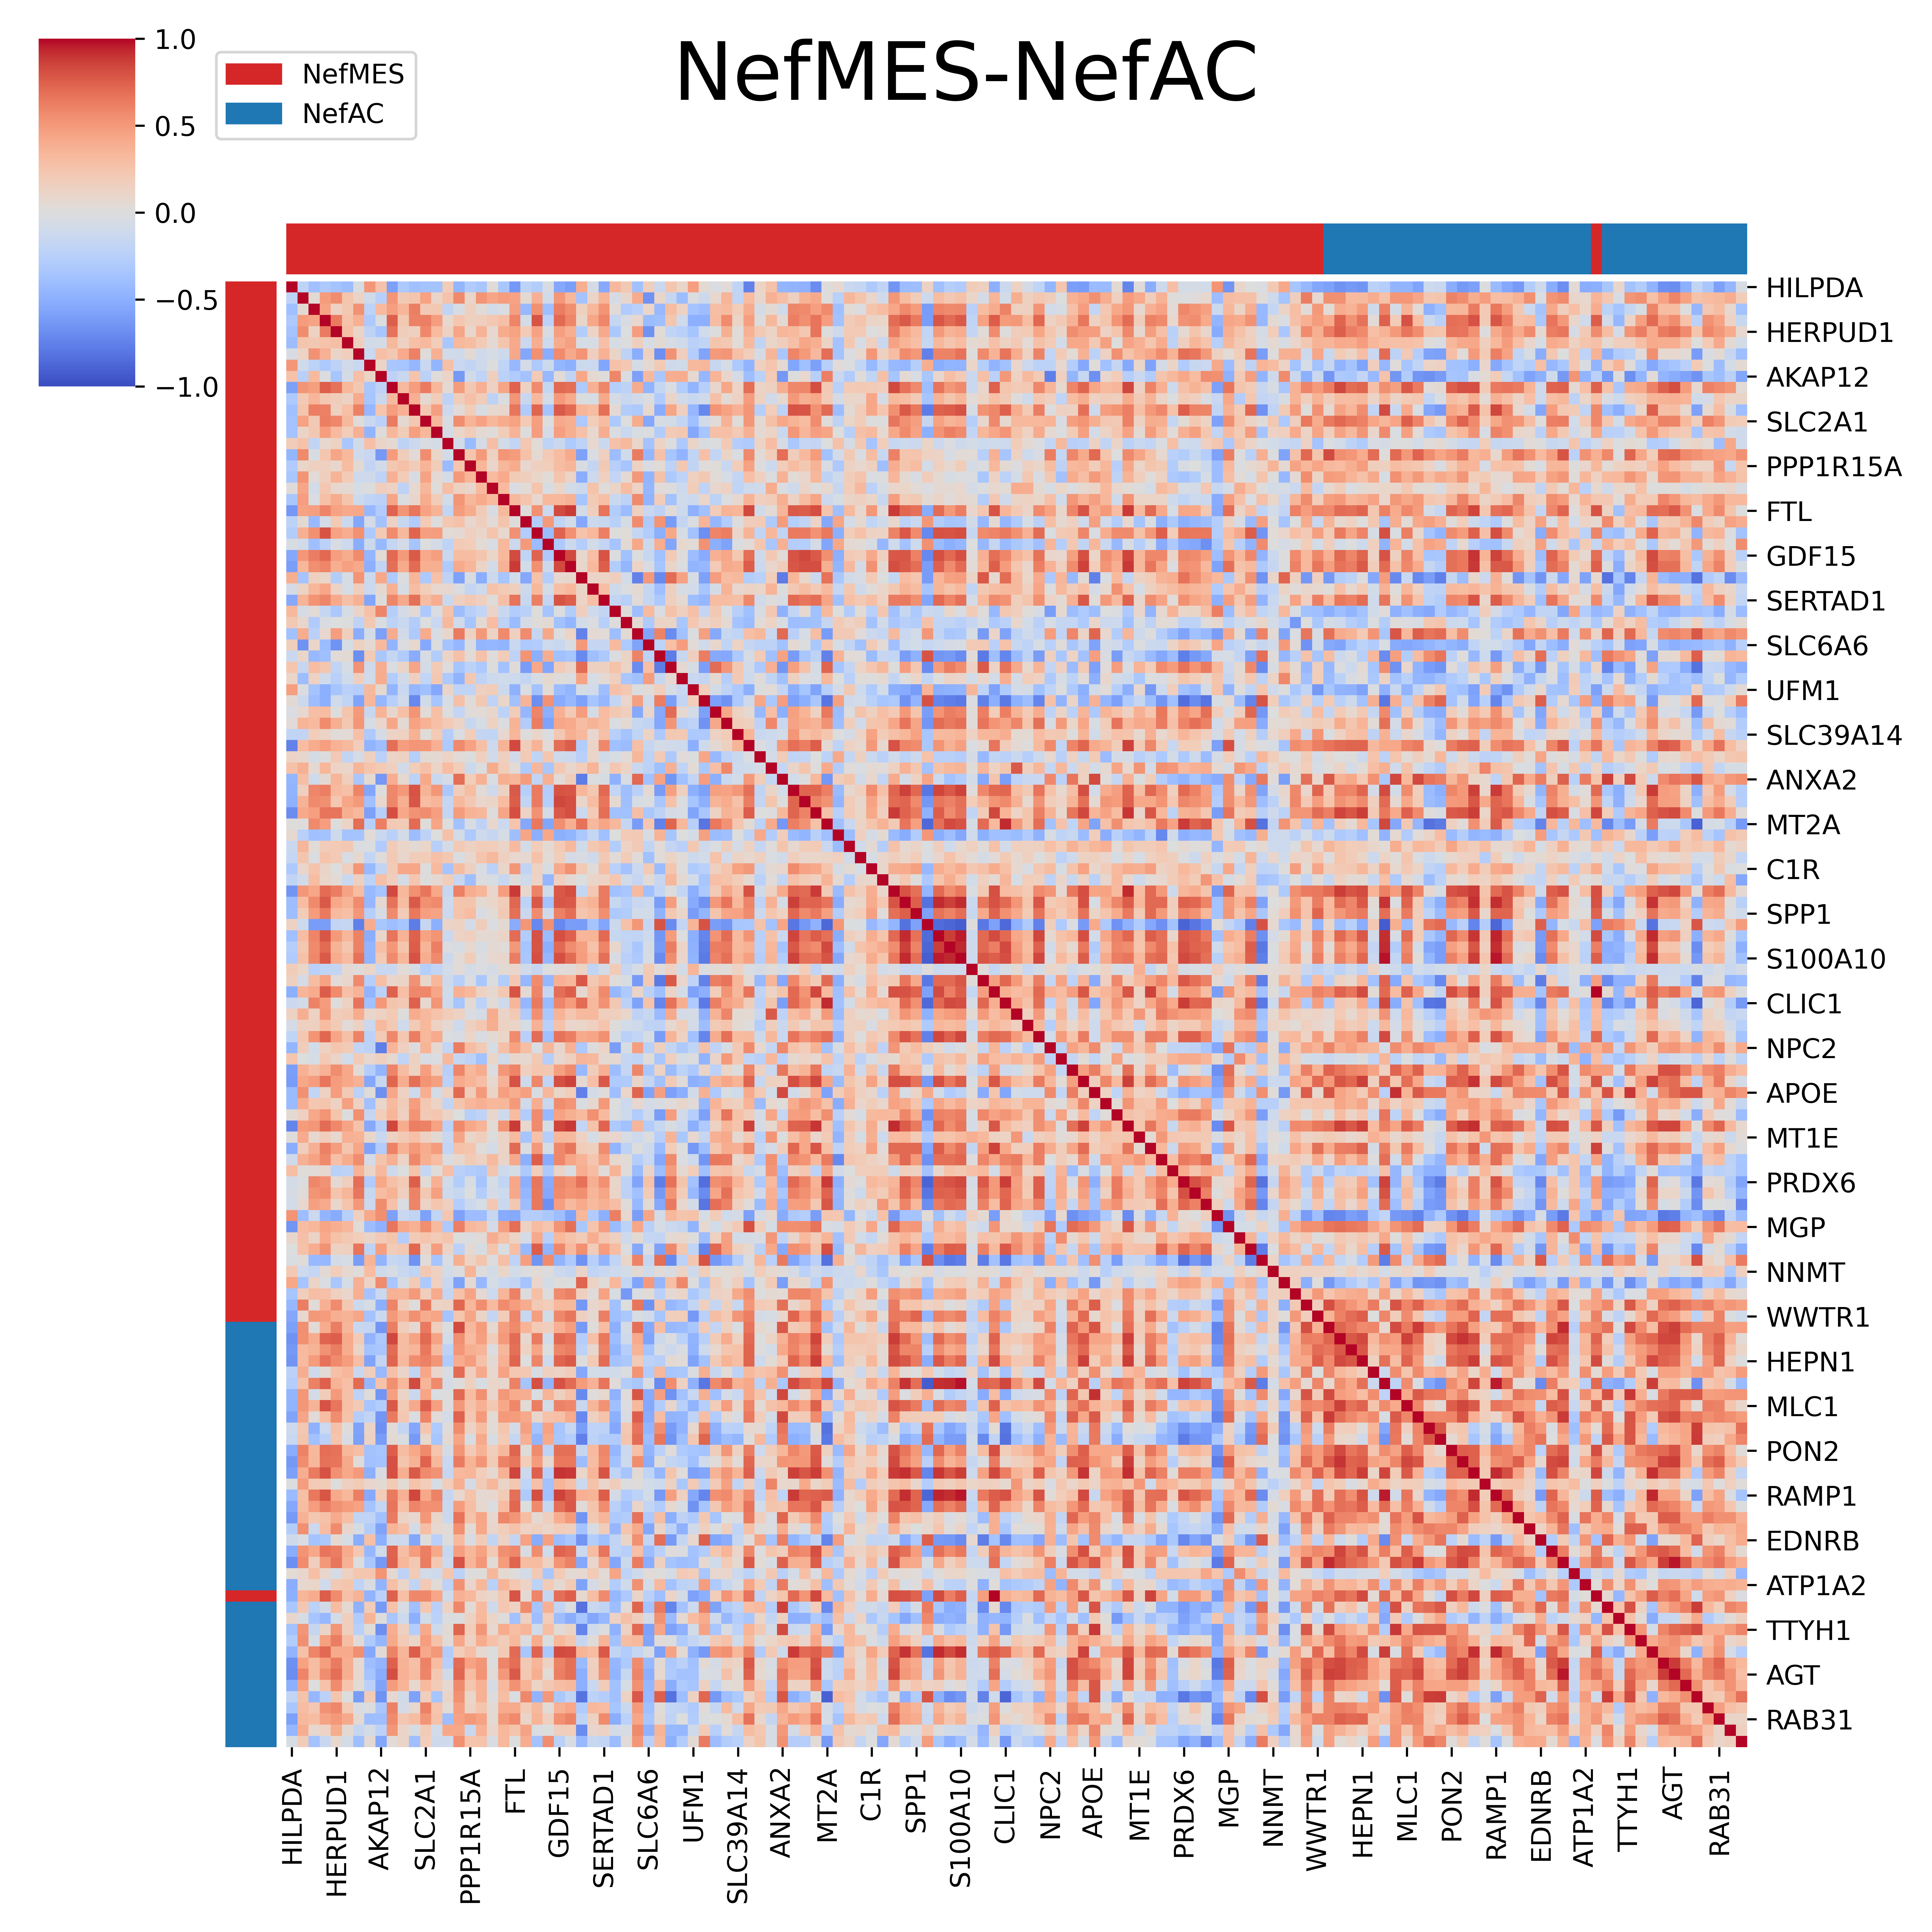 NefMES-NefAC
1.0
0.5
0.0
−0.5
−1.0
NefMES
NefAC
HILPDA
HERPUD1
AKAP12
SLC2A1
PPP1R15A
FTL
GDF15
SERTAD1
SLC6A6
UFM1
SLC39A14
ANXA2
MT2A
C1R
SPP1
S100A10
CLIC1
NPC2
APOE
MT1E
PRDX6
MGP
NNMT
WWTR1
HEPN1
MLC1
PON2
RAMP1
EDNRB
ATP1A2
TTYH1
AGT
RAB31
HILPDA
HERPUD1
AKAP12
SLC2A1
PPP1R15A
FTL
GDF15
SERTAD1
SLC6A6
UFM1
SLC39A14
ANXA2
MT2A
C1R
SPP1
S100A10
CLIC1
NPC2
APOE
MT1E
PRDX6
MGP
NNMT
WWTR1
HEPN1
MLC1
PON2
RAMP1
EDNRB
ATP1A2
TTYH1
AGT
RAB31